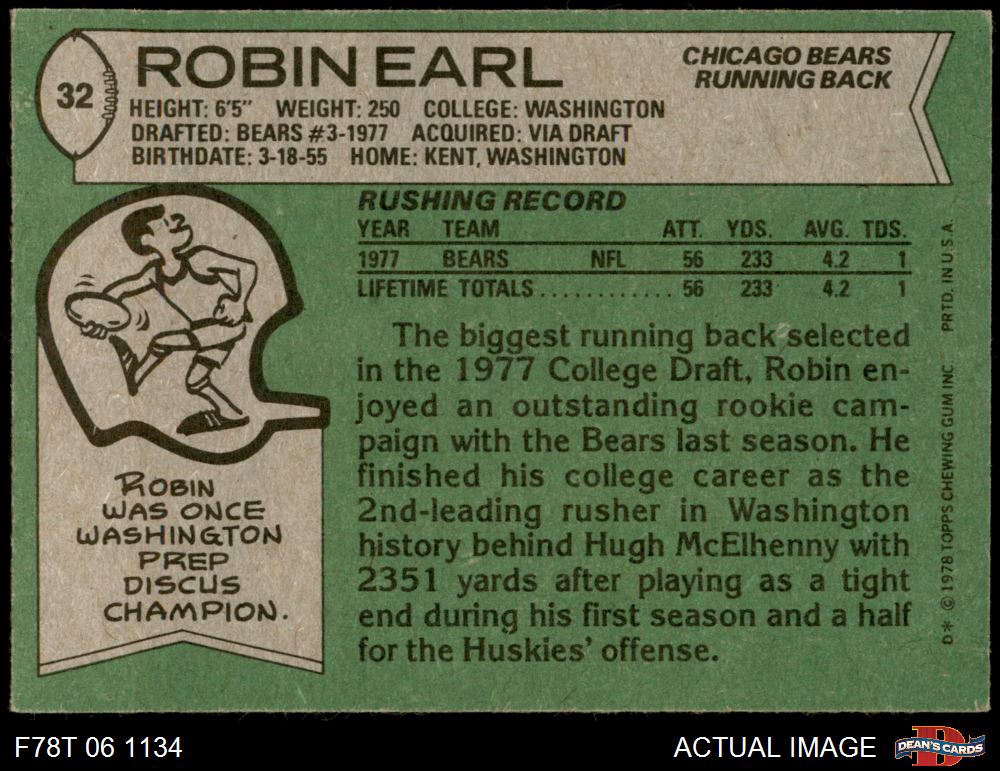 32
ROBIN EARL
CHICAGO BEARS
RUNNING BACK
HEIGHT: 6'5" WEIGHT: 250 COLLEGE: WASHINGTON
DRAFTED: BEARS #3-1977 ACQUIRED: VIA DRAFT
BIRTHDATE: 3-18-55 HOME: KENT, WASHINGTON
RUSHING RECORD
YEAR TEAM ATT. YDS. AVG. TDS.
1977 BEARS NFL 56 233 4.2 1
LIFETIME TOTALS............ 56 233 4.2 1
The biggest running back selected
in the 1977 College Draft, Robin en-
joyed an outstanding rookie cam-
paign with the Bears last season. He
finished his college career as the
2nd-leading rusher in Washington
history behind Hugh McElhenny with
2351 yards after playing as a tight
end during his first season and a half
for the Huskies' offense.
ROBIN
WAS ONCE
WASHINGTON
PREP
DISCUS
CHAMPION.
D* © 1978 TOPPS CHEWING GUM INC. PRTD. IN U.S.A.
F78T 06 1134
ACTUAL IMAGE
DEAN'S CARDS